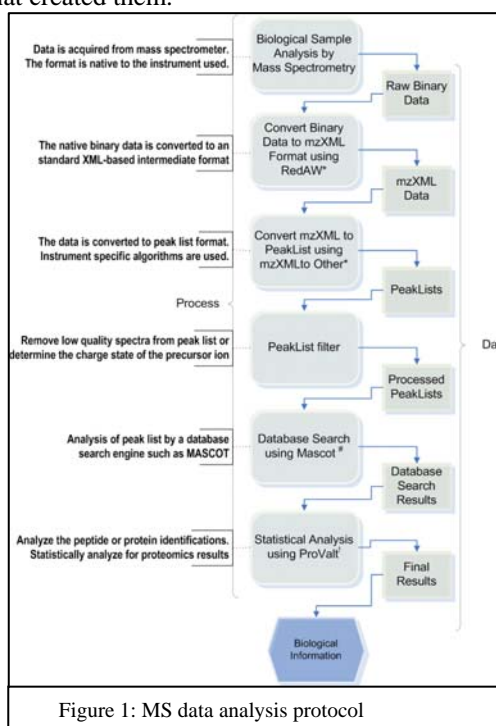 that created them.
Data is acquired from mass spectrometer.
The format is native to the instrument used.
Biological Sample
Analysis by
Mass Spectrometry
Raw Binary
Data
The native binary data is converted to an
standard XML-based intermediate format
Convert Binary
Data to mzXML
Format using
RedAW*
mzXML
Data
The data is converted to peak list format.
Instrument specific algorithms are used.
Convert mzXML to
PeakList using
mzXMLto Other*
PeakLists
Process
Remove low quality spectra from peak list or
determine the charge state of the precursor ion
PeakList filter
Processed
PeakLists
Analysis of peak list by a database
search engine such as MASCOT
Database Search
using Mascot #
Database
Search
Results
Analyze the peptide or protein identifications.
Statistically analyze for proteomics results
Statistical Analysis
using ProValt!
Final
Results
Biological
Information
Figure 1: MS data analysis protocol